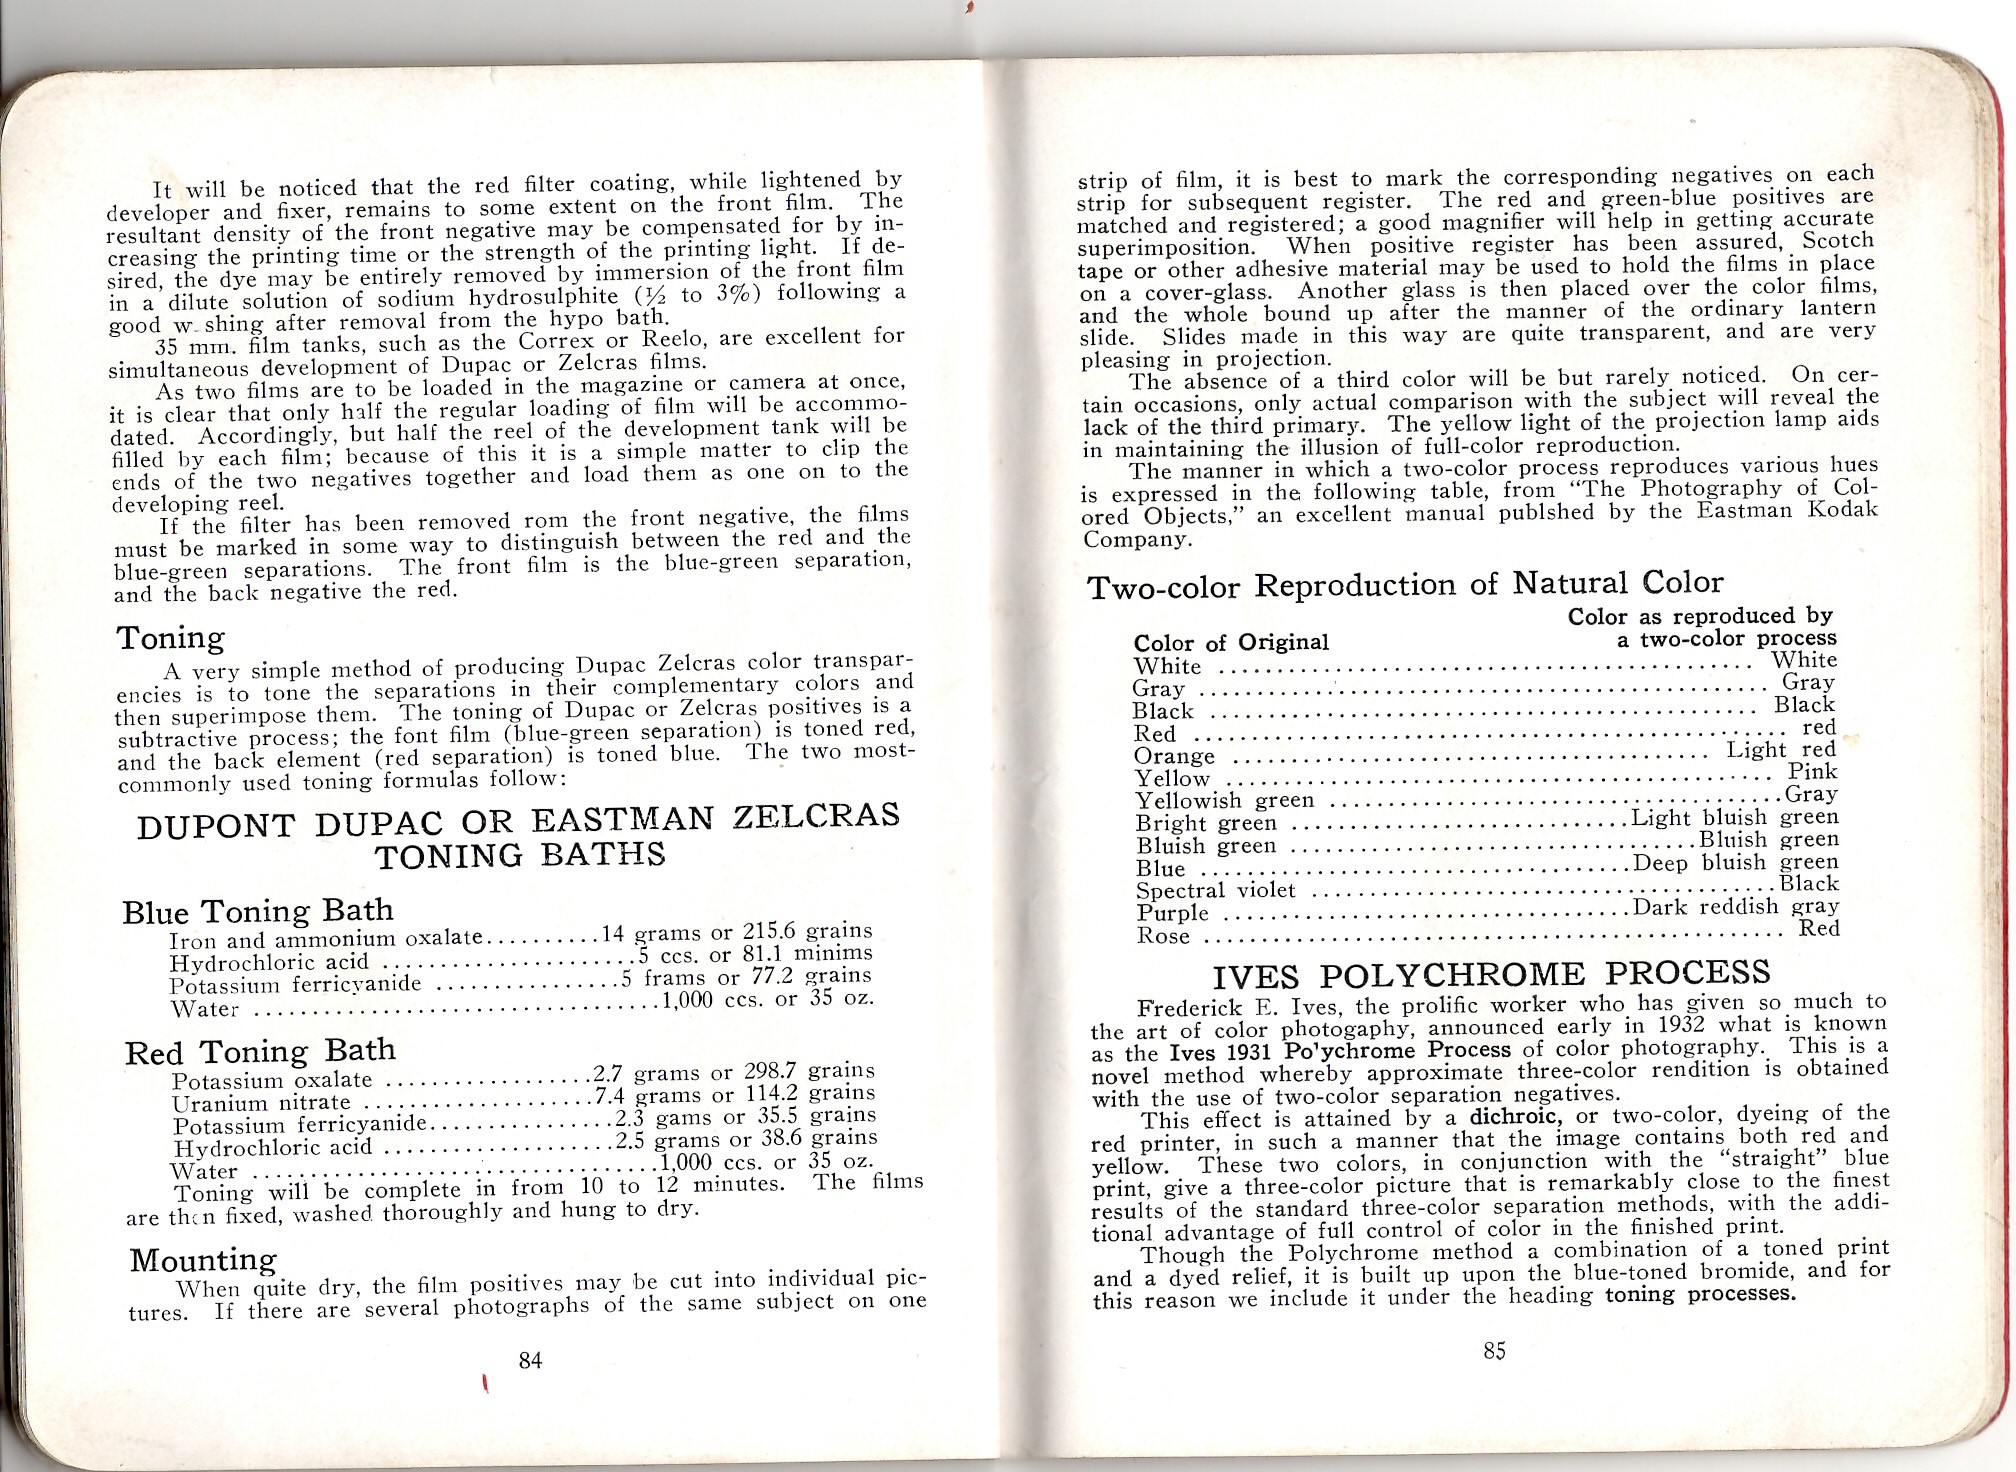 It will be noticed that the red filter coating, while lightened by
developer and fixer, remains to some extent on the front film. The
resultant density of the front negative may be compensated for by in-
creasing the printing time or the strength of the printing light. If de-
sired, the dye may be entirely removed by immersion of the front film
in a dilute solution of sodium hydrosulphite (½ to 3%) following a
good w shing after removal from the hypo bath.
35 mm. film tanks, such as the Correx or Reelo, are excellent for
simultaneous development of Dupac or Zelcras films.
As two films are to be loaded in the magazine or camera at once,
it is clear that only half the regular loading of film will be accommo-
dated. Accordingly, but half the reel of the development tank will be
filled by each film; because of this it is a simple matter to clip the
ends of the two negatives together and load them as one on to the
developing reel.
If the filter has been removed rom the front negative, the films
must be marked in some way to distinguish between the red and the
blue-green separations. The front film is the blue-green separation,
and the back negative the red.
Toning
A very simple method of producing Dupac Zelcras color transpar-
encies is to tone the separations in their complementary colors and
then superimpose them. The toning of Dupac or Zelcras positives is a
subtractive process; the font film (blue-green separation) is toned red,
and the back element (red separation) is toned blue. The two most-
commonly used toning formulas follow:
DUPONT DUPAC OR EASTMAN ZELCRAS
TONING BATHS
Blue Toning Bath
Iron and ammonium oxalate..........14 grams or 215.6 grains
Hydrochloric acid .......................5 ccs. or 81.1 minims
Potassium ferricyanide ................5 frams or 77.2 grains
Water ...................................1,000 ccs. or 35 oz.
Red Toning Bath
Potassium oxalate ..................2.7 grams or 298.7 grains
Uranium nitrate ....................7.4 grams or 114.2 grains
Potassium ferricyanide................2.3 gams or 35.5 grains
Hydrochloric acid ....................2.5 grams or 38.6 grains
Water ...................................1,000 ccs. or 35 oz.
Toning will be complete in from 10 to 12 minutes. The films
are then fixed, washed thoroughly and hung to dry.
Mounting
When quite dry, the film positives may be cut into individual pic-
tures. If there are several photographs of the same subject on one
84
strip of film, it is best to mark the corresponding negatives on each
strip for subsequent register. The red and green-blue positives are
matched and registered; a good magnifier will help in getting accurate
superimposition. When positive register has been assured, Scotch
tape or other adhesive material may be used to hold the films in place
on a cover-glass. Another glass is then placed over the color films,
and the whole bound up after the manner of the ordinary lantern
slide. Slides made in this way are quite transparent, and are very
pleasing in projection.
The absence of a third color will be but rarely noticed. On cer-
tain occasions, only actual comparison with the subject will reveal the
lack of the third primary. The yellow light of the projection lamp aids
in maintaining the illusion of full-color reproduction.
The manner in which a two-color process reproduces various hues
is expressed in the following table, from "The Photography of Col-
ored Objects," an excellent manual publshed by the Eastman Kodak
Company.
Two-color Reproduction of Natural Color
Color as reproduced by
Color of Original a two-color process
White ............................................... White
Gray .................................................. Gray
Black ................................................ Black
Red .................................................... red
Orange ......................................... Light red
Yellow ................................................ Pink
Yellowish green .......................................Gray
Bright green .............................Light bluish green
Bluish green ...................................Bluish green
Blue .....................................Deep bluish green
Spectral violet ........................................Black
Purple ...................................Dark reddish gray
Rose .................................................. Red
IVES POLYCHROME PROCESS
Frederick E. Ives, the prolific worker who has given so much to
the art of color photogaphy, announced early in 1932 what is known
as the Ives 1931 Po'ychrome Process of color photography. This is a
novel method whereby approximate three-color rendition is obtained
with the use of two-color separation negatives.
This effect is attained by a dichroic, or two-color, dyeing of the
red printer, in such a manner that the image contains both red and
yellow. These two colors, in conjunction with the "straight" blue
print, give a three-color picture that is remarkably close to the finest
results of the standard three-color separation methods, with the addi-
tional advantage of full control of color in the finished print.
Though the Polychrome method a combination of a toned print
and a dyed relief, it is built up upon the blue-toned bromide, and for
this reason we include it under the heading toning processes.
85